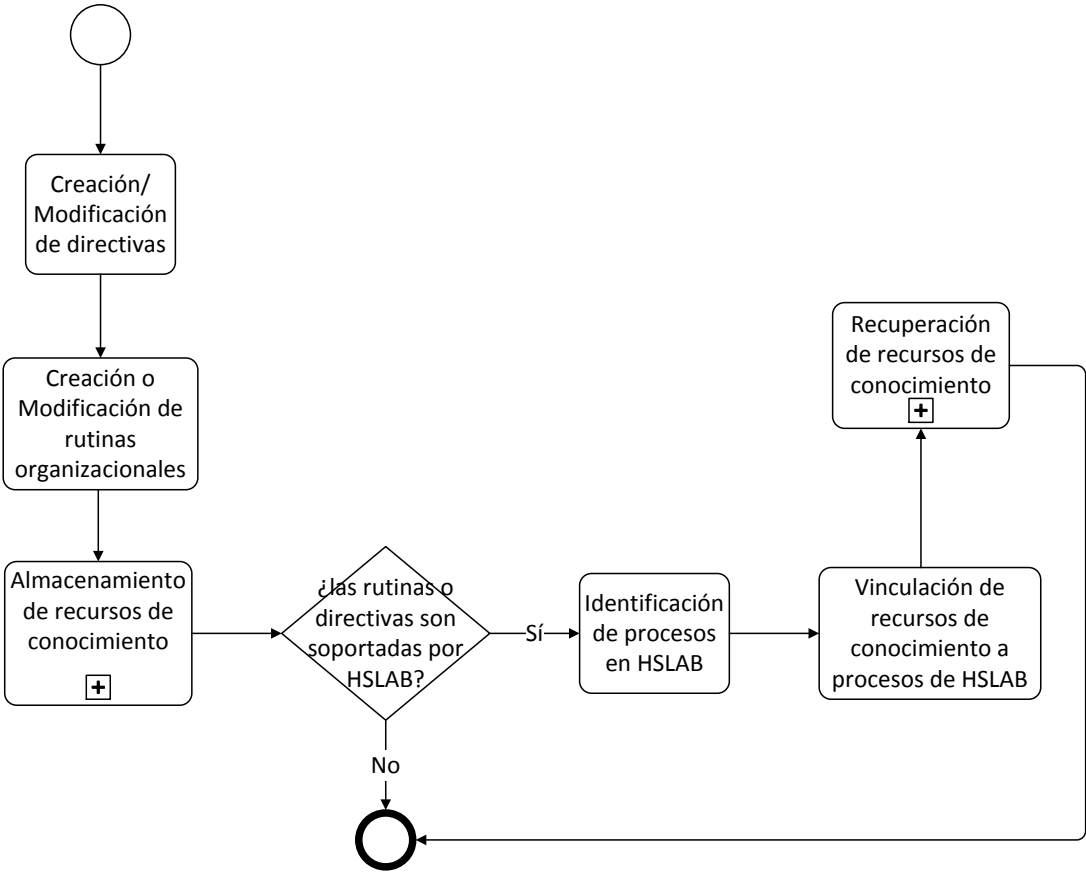 Creación/
Modificación
de directivas
Creación o
Modificación de
rutinas
organizacionales
Almacenamiento
de recursos de
conocimiento
¿las rutinas o
directivas son
soportadas por
HSLAB?
Sí
No
Identificación
de procesos
en HSLAB
Vinculación de
recursos de
conocimiento a
procesos de HSLAB
Recuperación
de recursos de
conocimiento